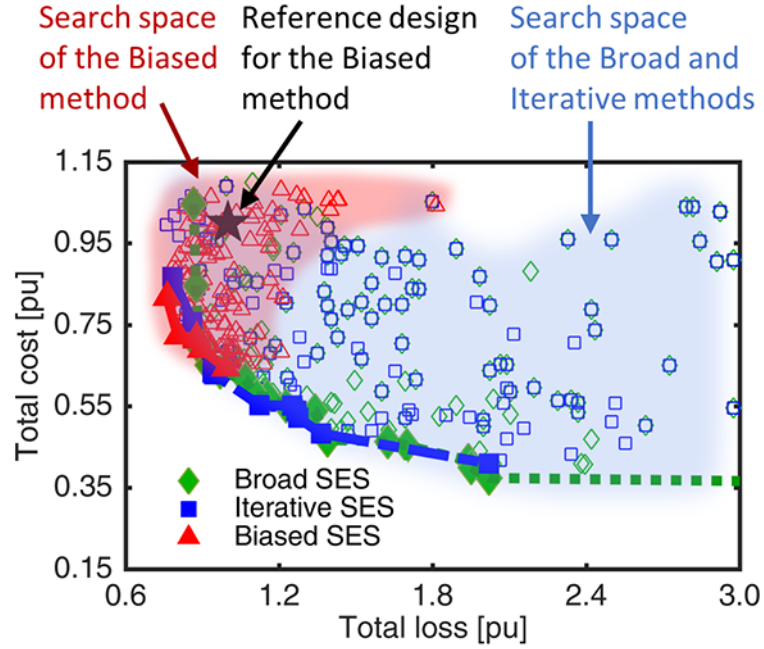 Search space
of the Biased
method
Reference design
for the Biased
method
Search space
of the Broad and
Iterative methods
1.15
0.95
0.75
0.55
0.35
0.15
Total cost [pu]
Broad SES
Iterative SES
Biased SES
0.6
1.2
1.8
2.4
3.0
Total loss [pu]